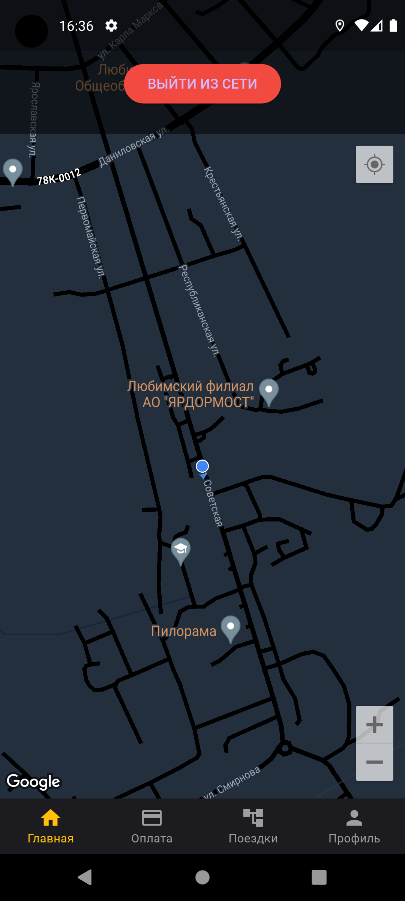 16:36
ул. Карла Маркса
Люби
Общеоб
ВЫЙТИ ИЗ СЕТИ
Ярославская ул.
Даниловская ул.
78К-0012
Первомайская ул.
Крестьянская ул.
Республиканская ул.
Любимский филиал
АО "ЯРДОРМОСТ"
Советская
Пилорама
ул. Смирнова
Google
Главная
Оплата
Поездки
Профиль